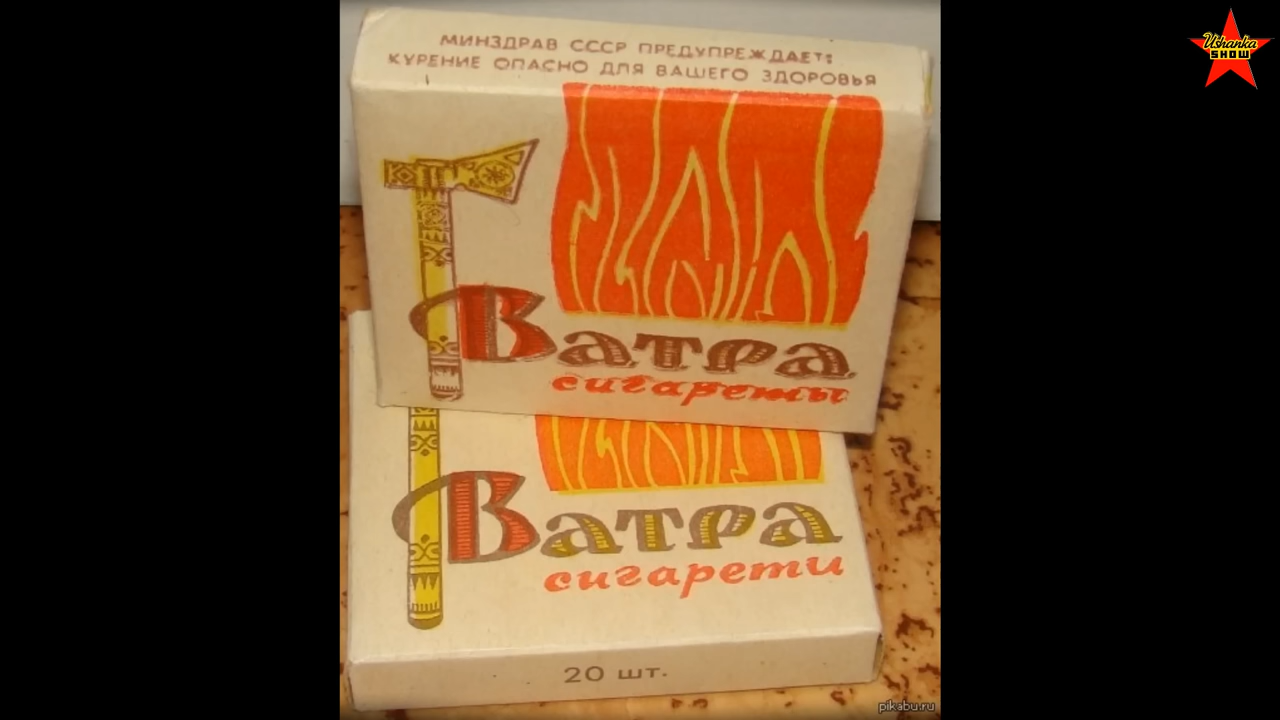 Ushanka
SHOW
МИНЗДРАВ СССР ПРЕДУПРЕЖДАЕТ:
КУРЕНИЕ ОПАСНО ДЛЯ ВАШЕГО ЗДОРОВЬЯ
Ватра
сигареты
Ватра
сигарети
20 шт.
pikabu.ru